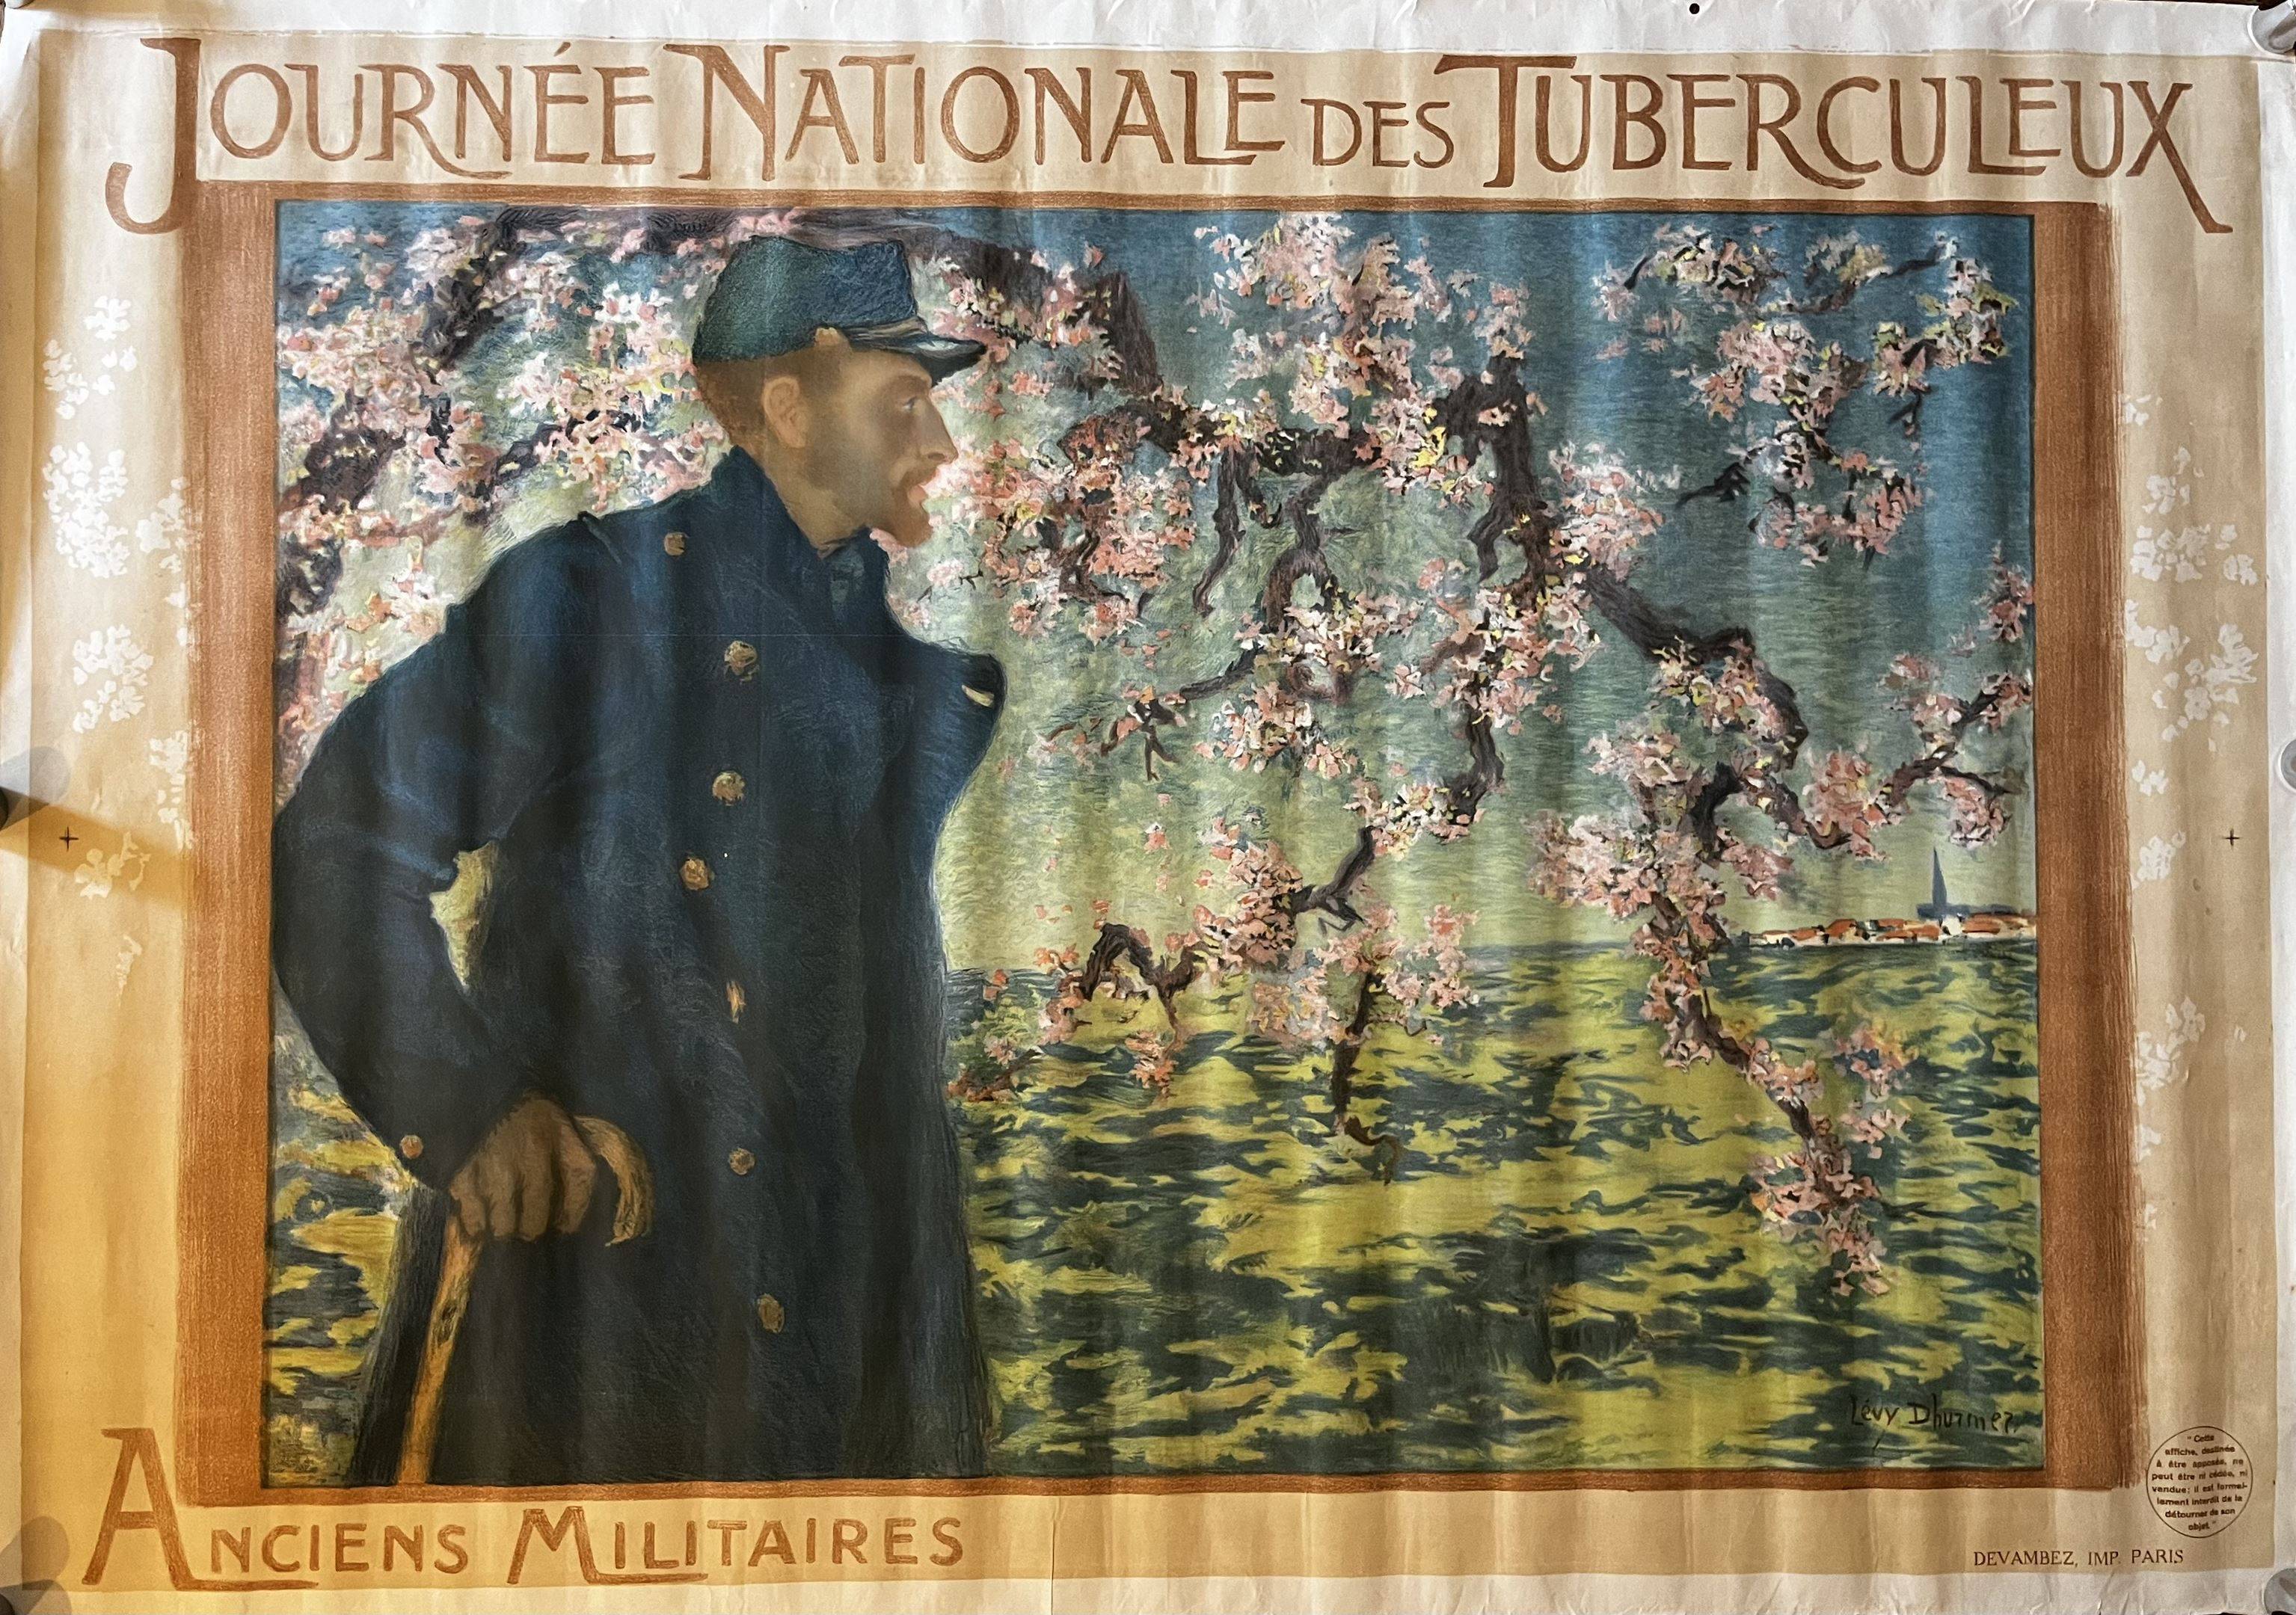 JOURNÉE NATIONALE DES TUBERCULEUX
Lévy Dhurmer
ANCIENS MILITAIRES
"Cette
affiche, destinée
à être apposée, ne
peut être ni cédée, ni
vendue; il est formel-
lement interdit de la
détourner de son
objet."
DEVAMBEZ, IMP. PARIS